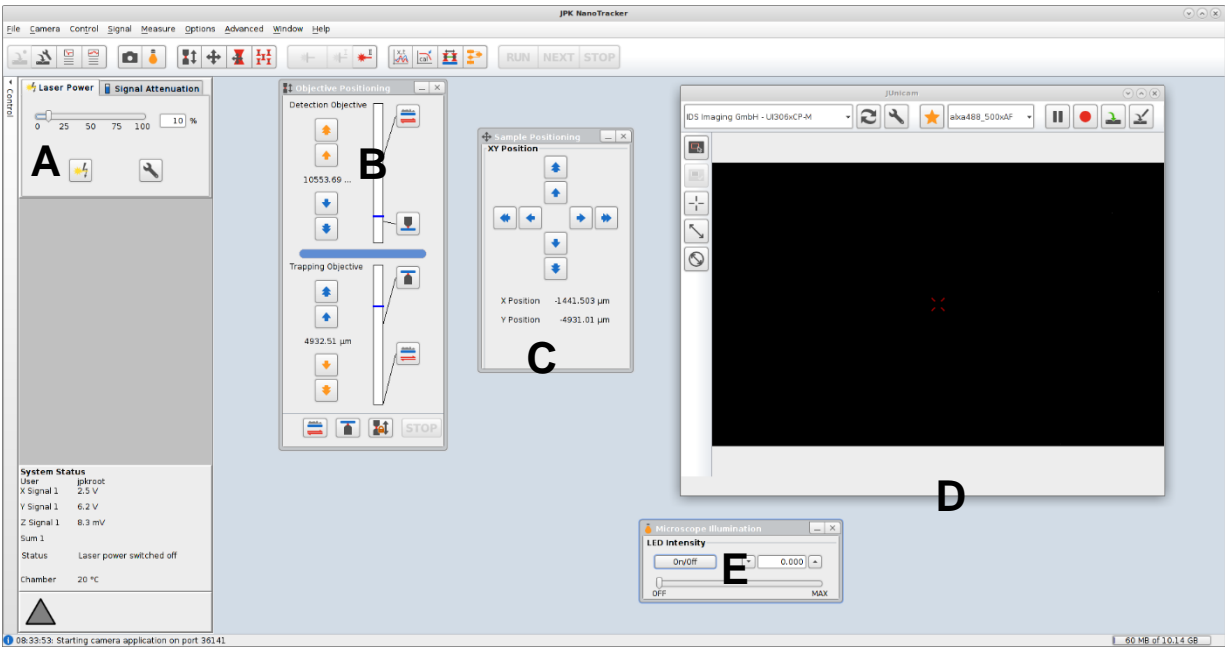 JPK NanoTracker
File Camera Control Signal Measure Options Advanced Window Help
RUN NEXT STOP
Control
Laser Power Signal Attenuation
0 25 50 75 100 10 %
A
Objective Positioning
Detection Objective
B
10553.69 ...
Trapping Objective
4932.51 µm
STOP
Sample Positioning
XY Position
X Position -1441.503 µm
Y Position -4931.01 µm
C
JUnicam
IDS Imaging GmbH - UI306xCP-M alxa488_500xAF
D
Microscope Illumination
LED Intensity
On/Off 0.000
E
OFF MAX
System Status
User jpkroot
X Signal 1 2.5 V
Y Signal 1 6.2 V
Z Signal 1 8.3 mV
Sum 1
Status Laser power switched off
Chamber 20 °C
08:33:53: Starting camera application on port 36141
60 MB of 10.14 GB